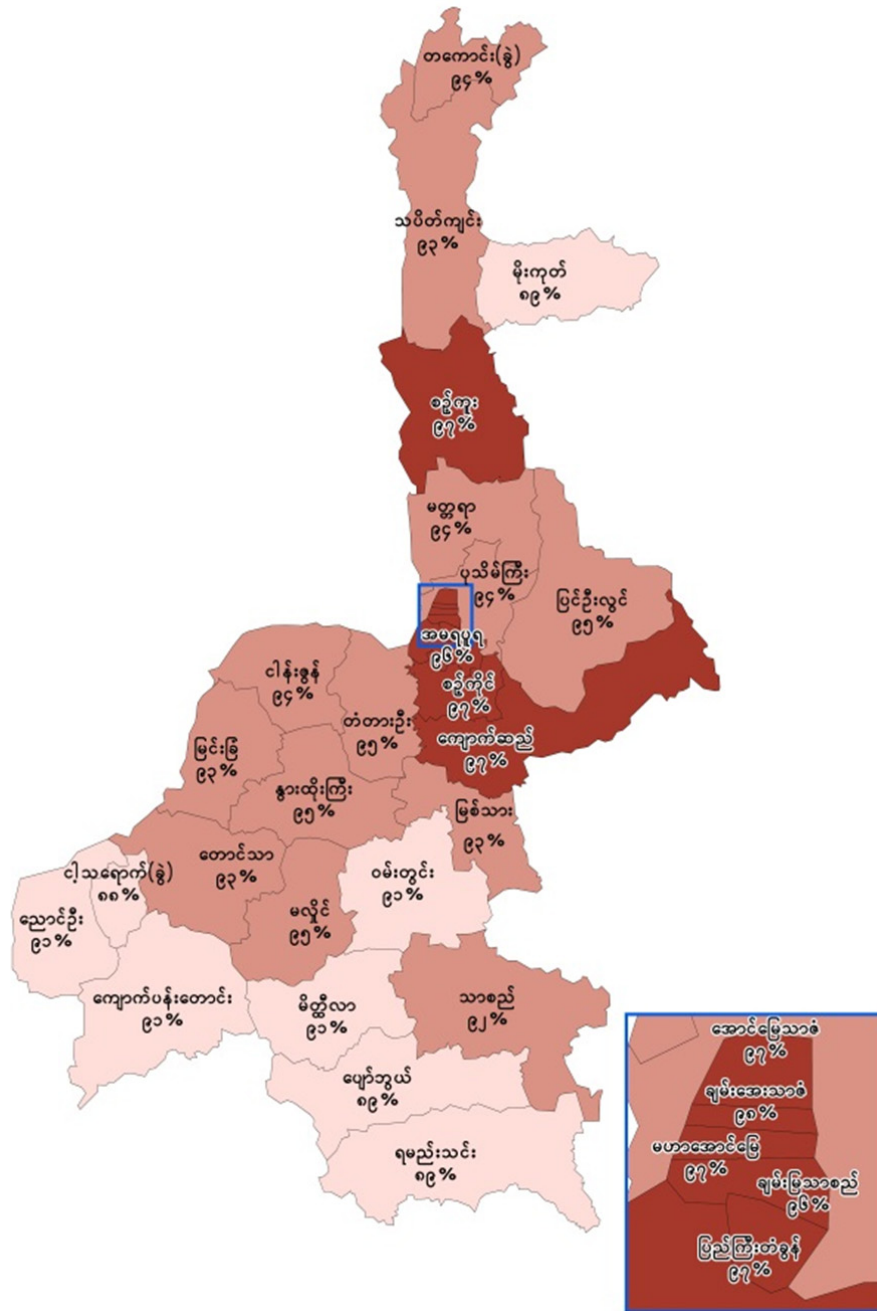 တကောင်း(ခွဲ)
၉၄%
သပိတ်ကျင်း
၉၃%
မိုးကုတ်
၈၉%
စဉ့်ကူး
၉၇%
မတ္တရာ
၉၄%
ပုသိမ်ကြီး
၉၄%
ပြင်ဦးလွင်
၉၅%
အမရပူရ
၉၆%
စဉ့်ကိုင်
၉၇%
ငါန်းဇွန်
၉၄%
တံတားဦး
၉၅%
ကျောက်ဆည်
၉၇%
မြင်းခြံ
၉၃%
နွားထိုးကြီး
၉၅%
မြစ်သား
၉၃%
တောင်သာ
၉၃%
ဝမ်းတွင်း
၉၁%
ငါ့သရောက်(ခွဲ)
၈၈%
ညောင်ဦး
၉၁%
မလှိုင်
၉၅%
ကျောက်ပန်းတောင်း
၉၁%
မိတ္ထီလာ
၉၁%
သာစည်
၉၂%
ပျော်ဘွယ်
၈၉%
ရမည်းသင်း
၈၉%
အောင်မြေသာဇံ
၉၇%
ချမ်းအေးသာဇံ
၉၈%
မဟာအောင်မြေ
၉၇%
ချမ်းမြသာစည်
၉၆%
ပြည်ကြီးတံခွန်
၉၇%